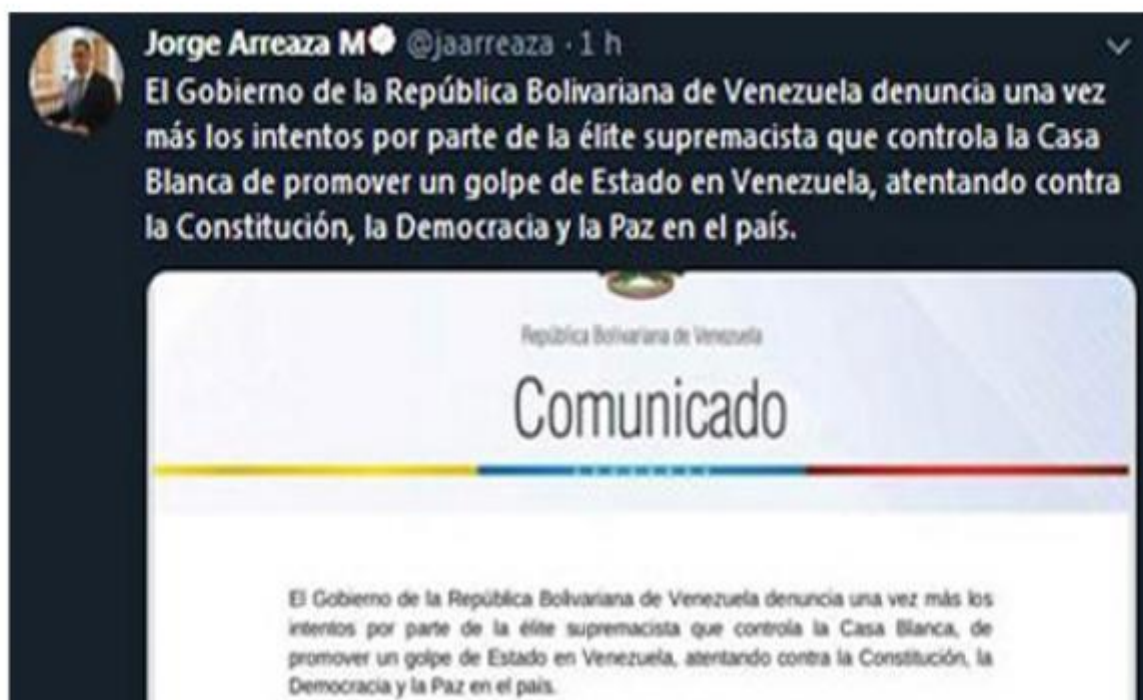 Jorge Arreaza M @jaarreaza · 1 h
El Gobierno de la República Bolivariana de Venezuela denuncia una vez
más los intentos por parte de la élite supremacista que controla la Casa
Blanca de promover un golpe de Estado en Venezuela, atentando contra
la Constitución, la Democracia y la Paz en el país.
República Bolivariana de Venezuela
Comunicado
El Gobierno de la República Bolivariana de Venezuela denuncia una vez más los
intentos por parte de la élite supremacista que controla la Casa Blanca, de
promover un golpe de Estado en Venezuela, atentando contra la Constitución, la
Democracia y la Paz en el país.